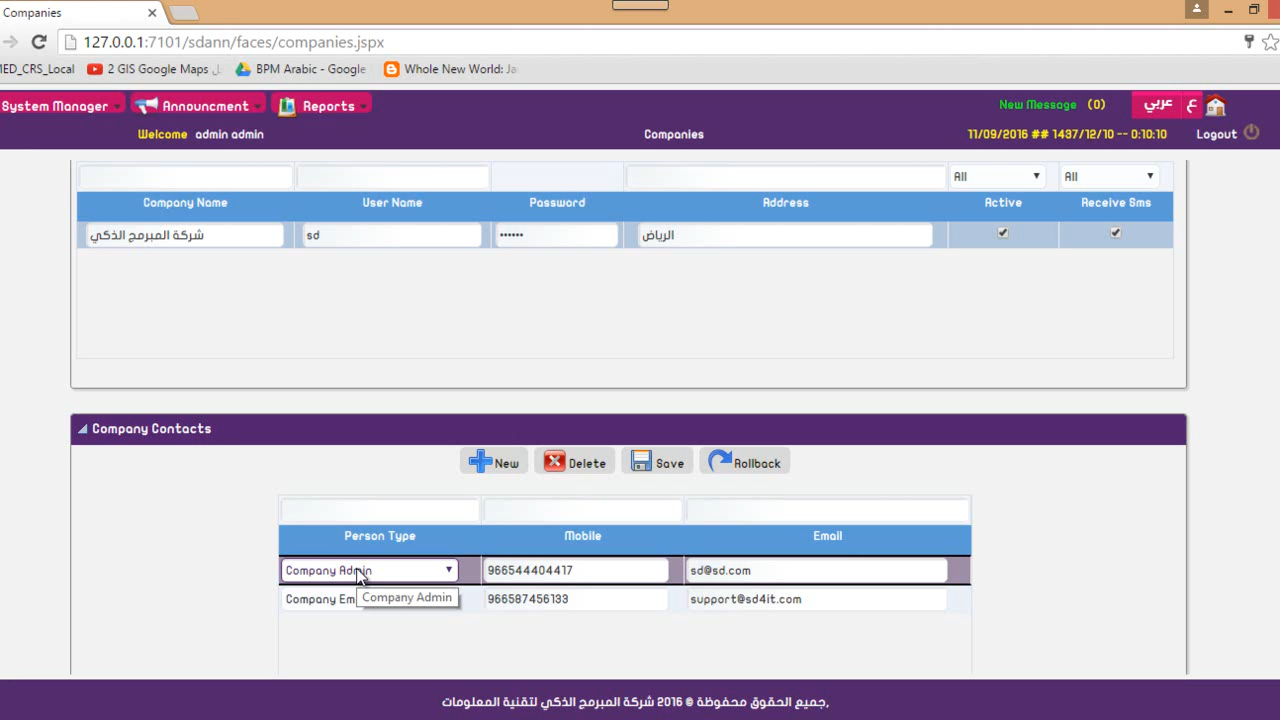 Companies
127.0.0.1:7101/sdann/faces/companies.jspx
MED_CRS_Local 2 GIS Google Maps BPM Arabic - Google Whole New World: Ja
System Manager Announcment Reports New Message (0) عربي ع
Welcome admin admin Companies 11/09/2016 ## 1437/12/10 -- 0:10:10 Logout
All All
Company Name User Name Password Address Active Receive Sms
شركة المبرمج الذكي sd •••••• الرياض
Company Contacts
New Delete Save Rollback
Person Type Mobile Email
Company Admin 966544404417 sd@sd.com
Company Em 966587456133 support@sd4it.com
Company Admin
جميع الحقوق محفوظة © 2016 شركة المبرمج الذكي لتقنية المعلومات,